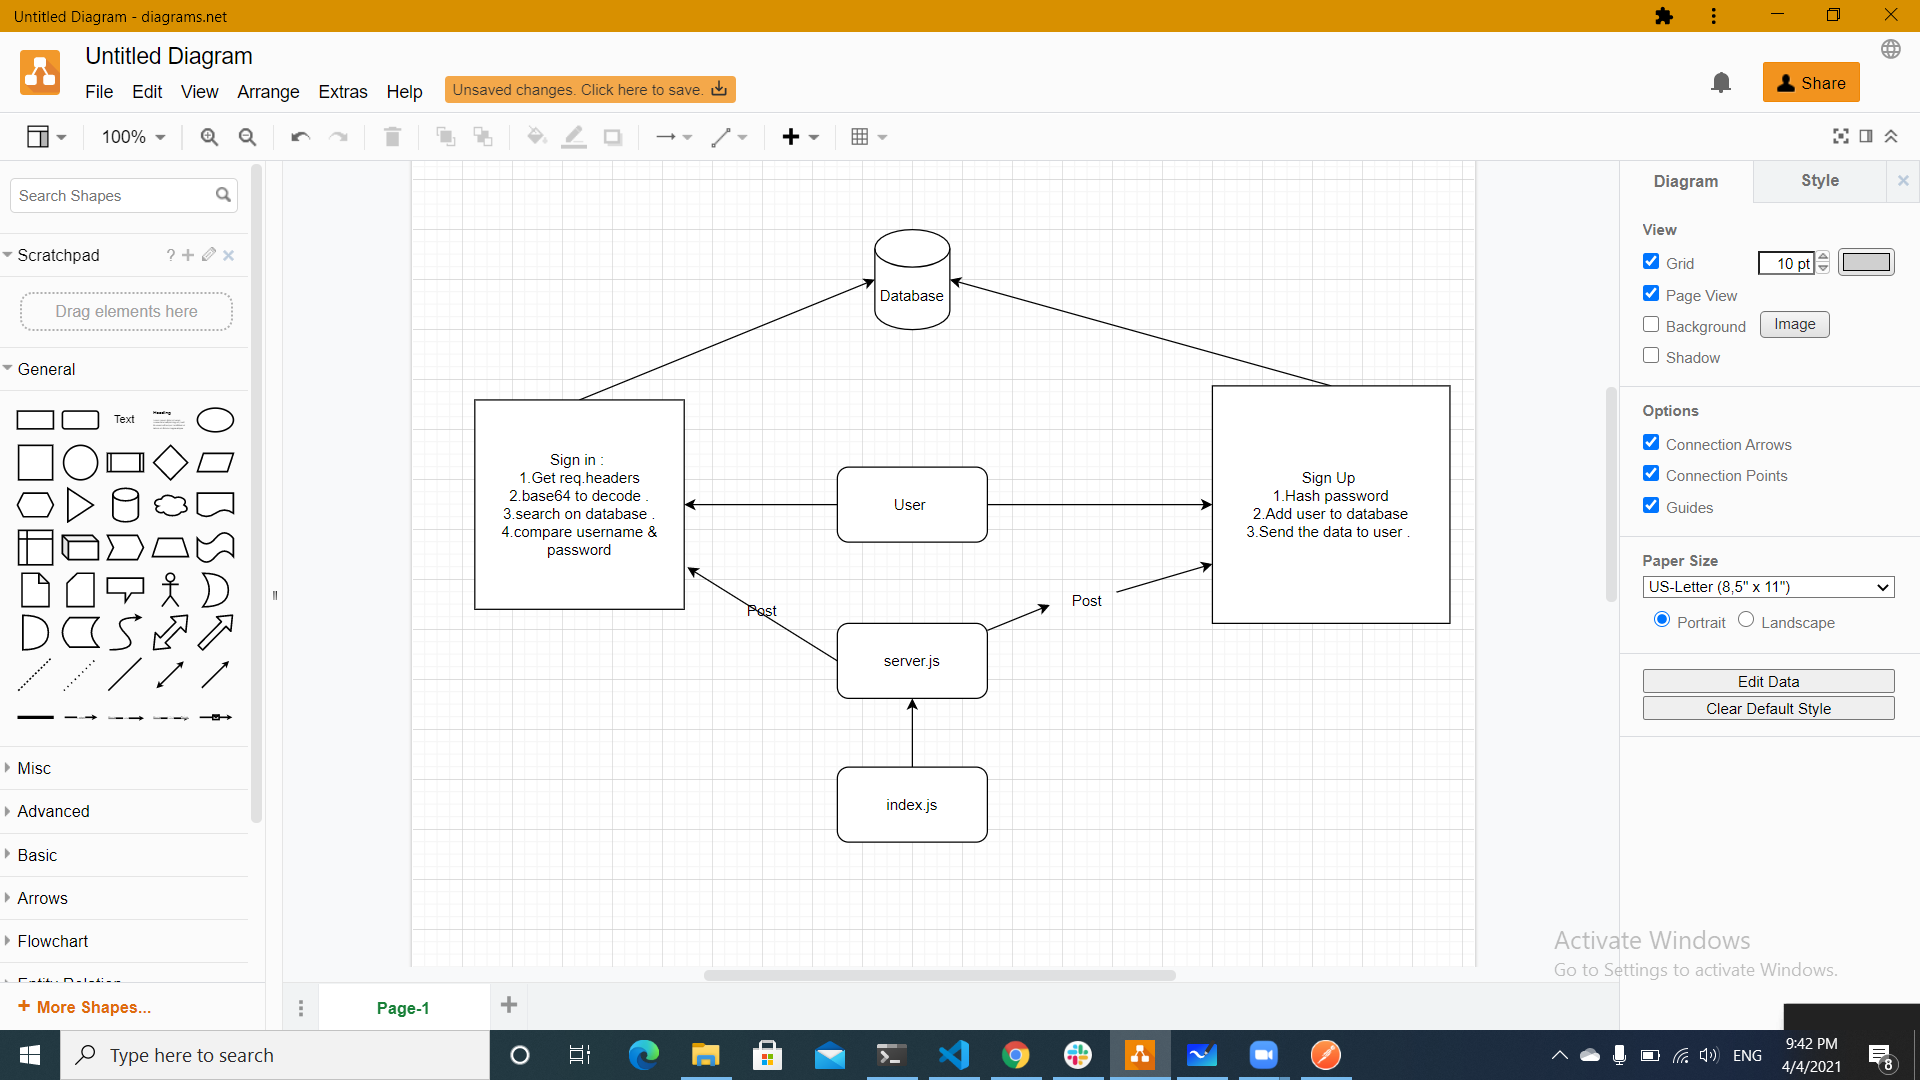 Untitled Diagram - diagrams.net
Untitled Diagram
File Edit View Arrange Extras Help
Unsaved changes. Click here to save.
Share
100%
Search Shapes
Scratchpad
?
Drag elements here
General
Text
Heading
Misc
Advanced
Basic
Arrows
Flowchart
+ More Shapes...
Database
Sign in :
1.Get req.headers
2.base64 to decode .
3.search on database .
4.compare username &
password
User
Sign Up
1.Hash password
2.Add user to database
3.Send the data to user .
Post
Post
server.js
index.js
Page-1
Diagram
Style
View
Grid
10 pt
Page View
Background
Image
Shadow
Options
Connection Arrows
Connection Points
Guides
Paper Size
US-Letter (8,5" x 11")
Portrait
Landscape
Edit Data
Clear Default Style
Activate Windows
Go to Settings to activate Windows.
Type here to search
ENG
9:42 PM
4/4/2021
8